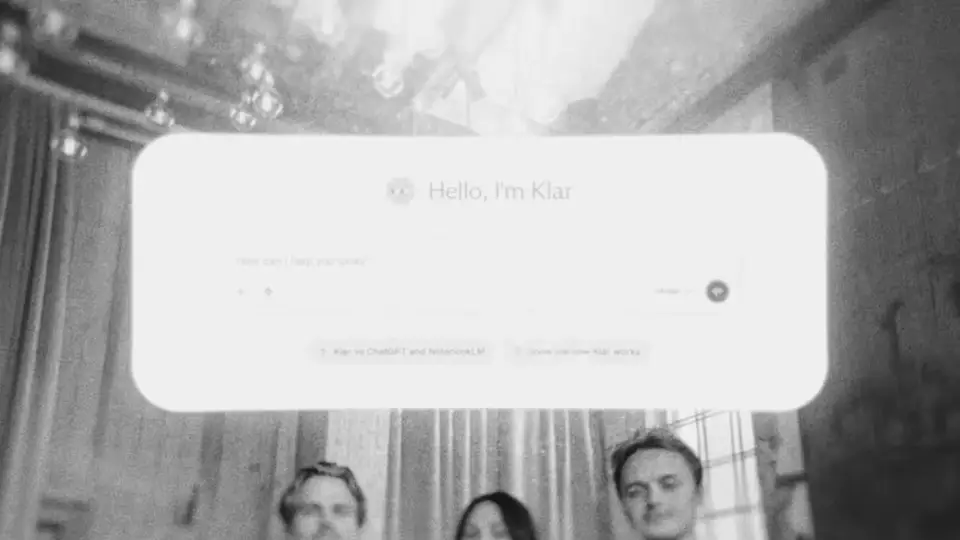 Hello, I'm Klar
How can I help you today?
Klar vs ChatGPT and NotebookLM
Show me how Klar works